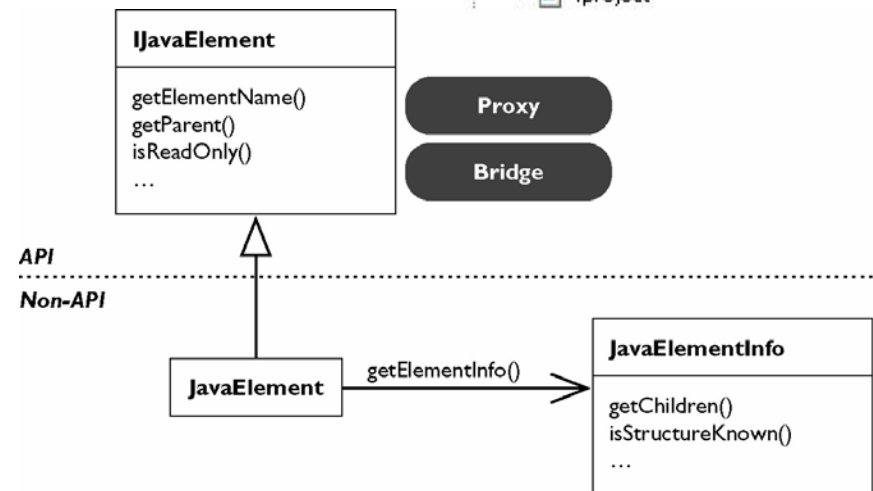 IJavaElement
getElementName()
getParent()
isReadOnly()
...
Proxy
Bridge
API
Non-API
JavaElement
getElementInfo()
JavaElementInfo
getChildren()
isStructureKnown()
...